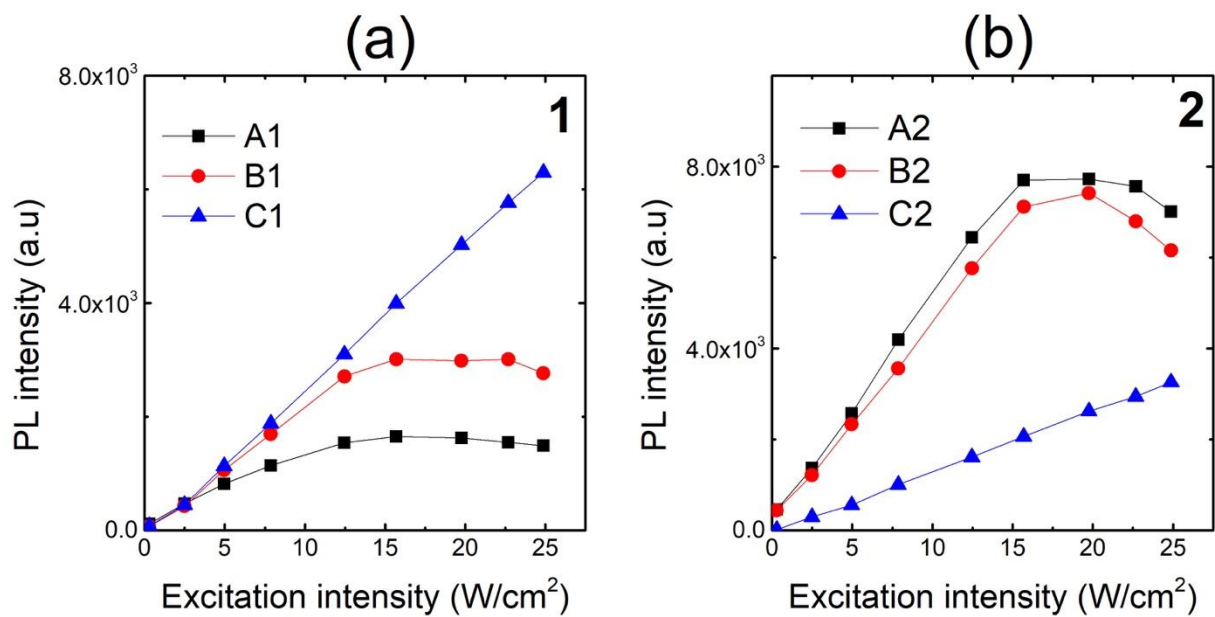 (a)
8.0x10³
4.0x10³
0.0
PL intensity (a.u)
1
A1
B1
C1
0 5 10 15 20 25
Excitation intensity (W/cm²)
(b)
8.0x10³
4.0x10³
0.0
PL intensity (a.u)
2
A2
B2
C2
0 5 10 15 20 25
Excitation intensity (W/cm²)